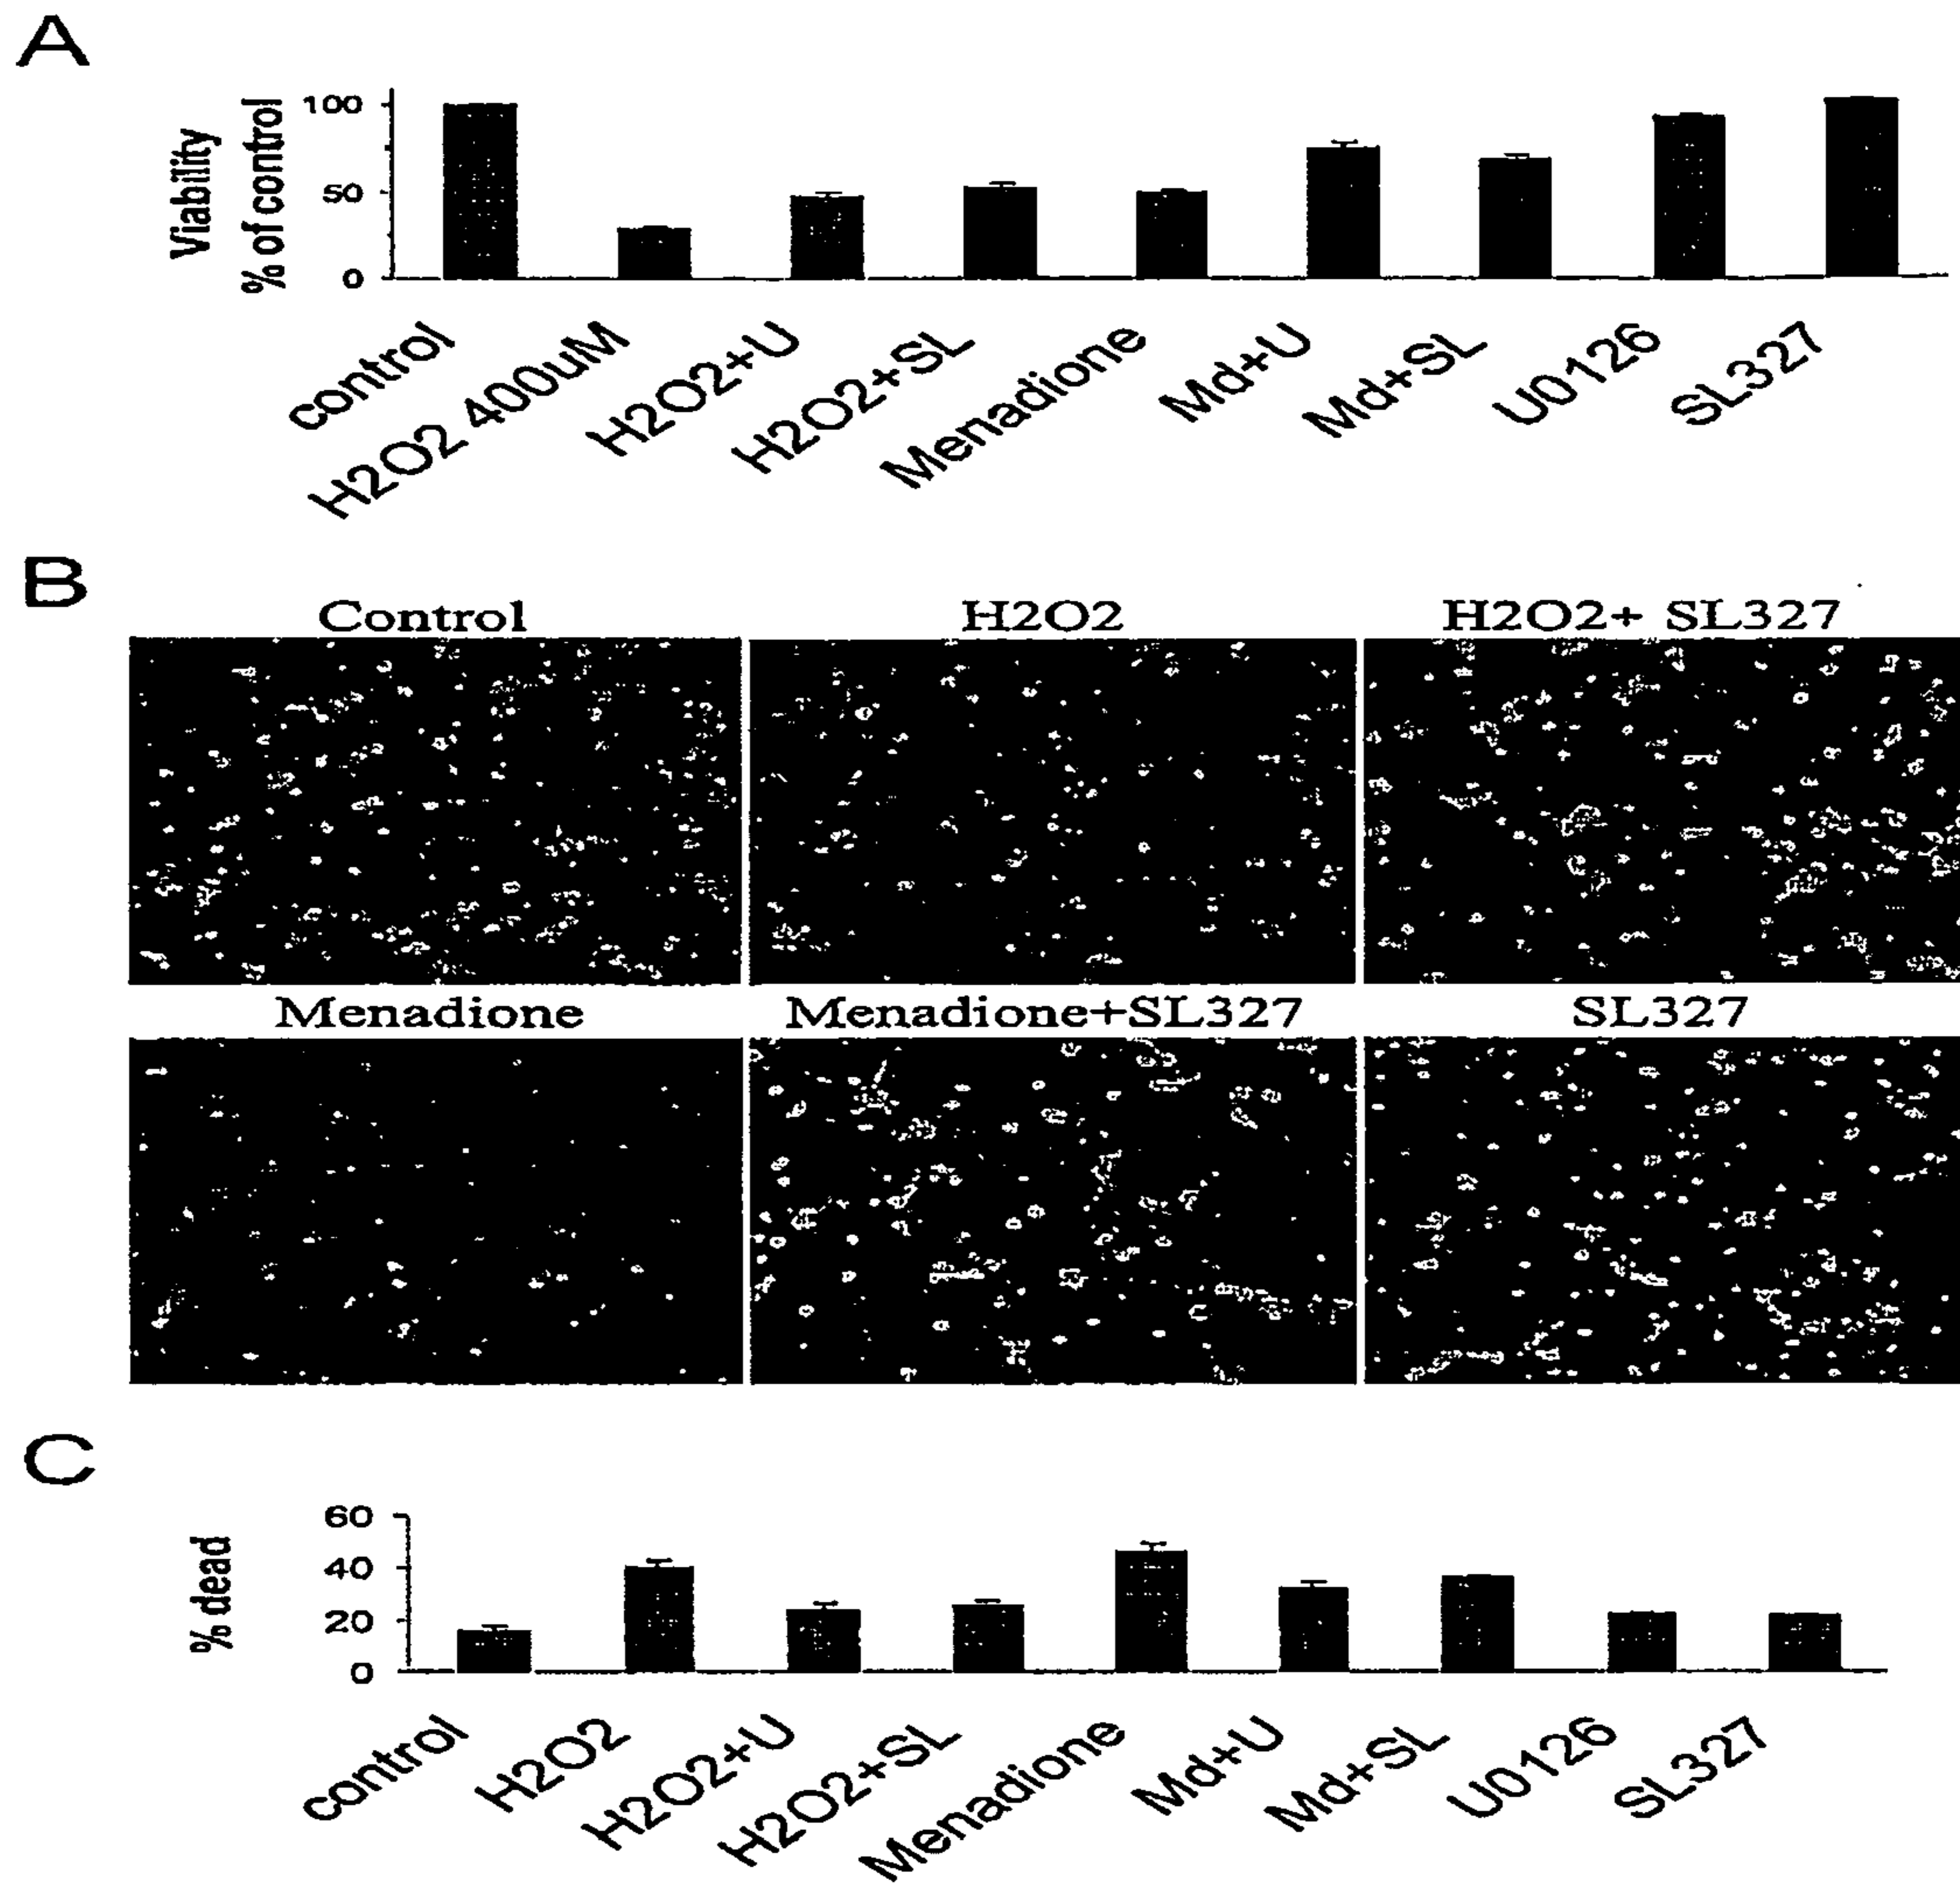 A
Viability
% of control
100
50
0
control
H2O2 400uM
H2O2+U
H2O2+SL
Menadione
Md+U
Md+SL
U0126
SL327
B
Control H2O2 H2O2+ SL327
Menadione Menadione+SL327 SL327
C
% dead
60
40
20
0
control
H2O2
H2O2+U
H2O2+SL
Menadione
Md+U
Md+SL
U0126
SL327